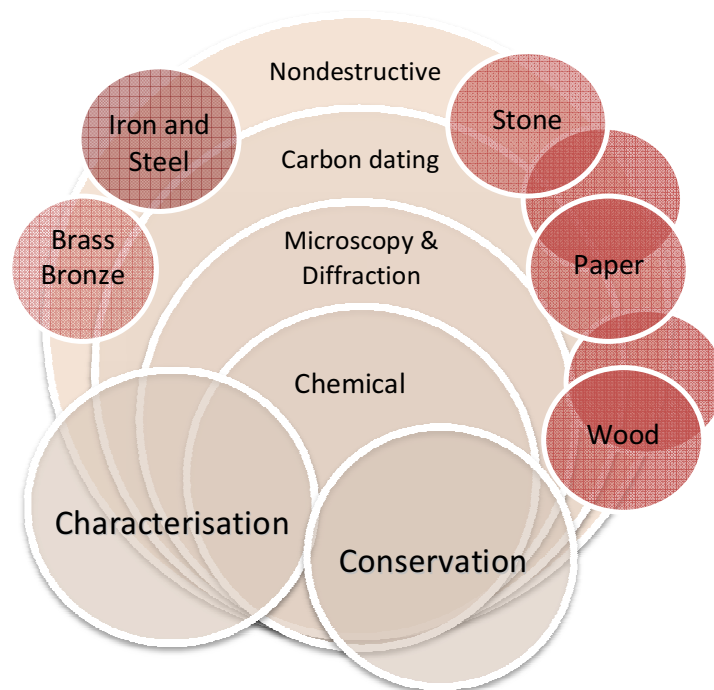 Nondestructive
Iron and
Steel
Stone
Carbon dating
Brass
Bronze
Microscopy &
Diffraction
Paper
Chemical
Wood
Characterisation
Conservation